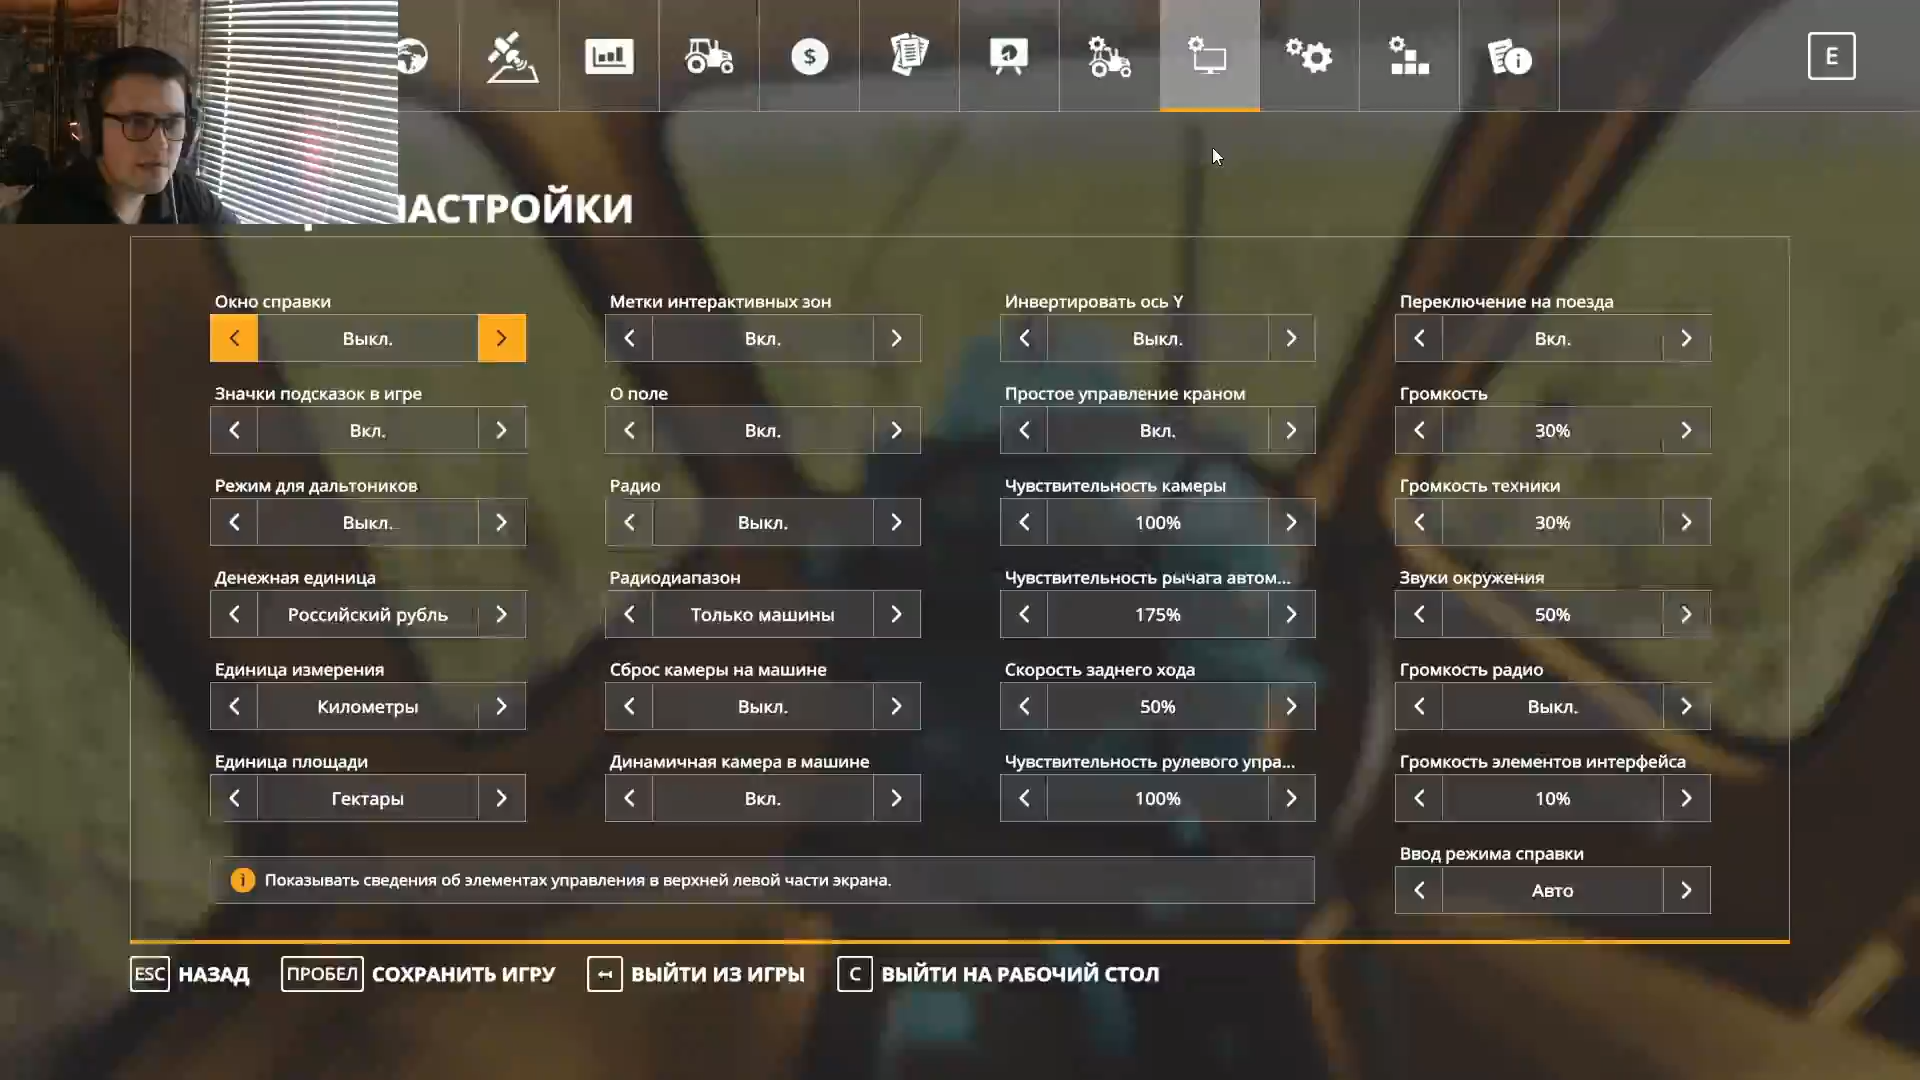 E
НАСТРОЙКИ
Окно справки
Выкл.
Значки подсказок в игре
Вкл.
Режим для дальтоников
Выкл.
Денежная единица
Российский рубль
Единица измерения
Километры
Единица площади
Гектары
Метки интерактивных зон
Вкл.
О поле
Вкл.
Радио
Выкл.
Радиодиапазон
Только машины
Сброс камеры на машине
Выкл.
Динамичная камера в машине
Вкл.
Инвертировать ось Y
Выкл.
Простое управление краном
Вкл.
Чувствительность камеры
100%
Чувствительность рычага автом...
175%
Скорость заднего хода
50%
Чувствительность рулевого упра...
100%
Переключение на поезда
Вкл.
Громкость
30%
Громкость техники
30%
Звуки окружения
50%
Громкость радио
Выкл.
Громкость элементов интерфейса
10%
Ввод режима справки
Авто
Показывать сведения об элементах управления в верхней левой части экрана.
ESC НАЗАД ПРОБЕЛ СОХРАНИТЬ ИГРУ ВЫЙТИ ИЗ ИГРЫ C ВЫЙТИ НА РАБОЧИЙ СТОЛ